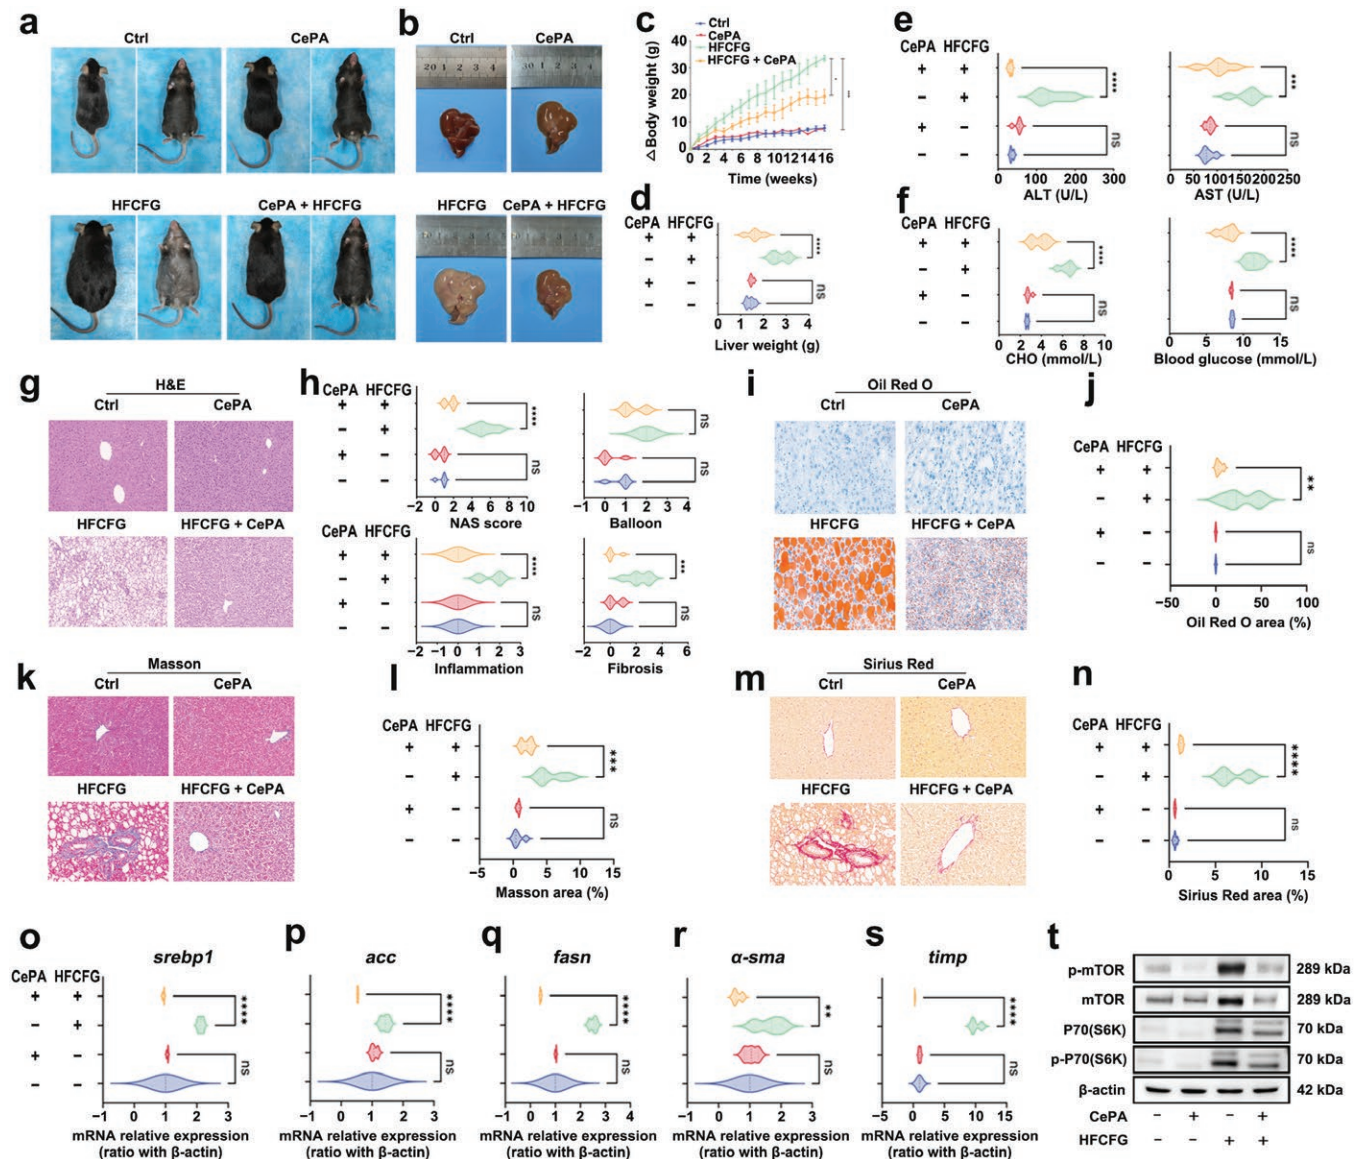 a
Ctrl
CePA
HFCFG
CePA + HFCFG
b
Ctrl
CePA
20 1 2 3 4
30 1 2 3 4
HFCFG
CePA + HFCFG
c
Ctrl
CePA
HFCFG
HFCFG + CePA
△Body weight (g)
40
30
20
10
0
0 2 4 6 8 10 12 14 16
Time (weeks)
d
CePA HFCFG
+ +
− +
+ −
− −
****
ns
0 1 2 3 4
Liver weight (g)
e
CePA HFCFG
+ +
− +
+ −
− −
****
ns
0 100 200 300
ALT (U/L)
***
ns
0 50 100 150 200 250
AST (U/L)
f
CePA HFCFG
+ +
− +
+ −
− −
****
ns
0 2 4 6 8 10
CHO (mmol/L)
****
ns
0 5 10 15
Blood glucose (mmol/L)
g
H&E
Ctrl
CePA
HFCFG
HFCFG + CePA
h
CePA HFCFG
+ +
− +
+ −
− −
****
ns
−2 0 2 4 6 8 10
NAS score
ns
ns
−1 0 1 2 3 4
Balloon
CePA HFCFG
+ +
− +
+ −
− −
****
ns
−2 −1 0 1 2 3
Inflammation
***
ns
−2 0 2 4 6
Fibrosis
i
Oil Red O
Ctrl
CePA
HFCFG
HFCFG + CePA
j
CePA HFCFG
+ +
− +
+ −
− −
**
ns
−50 0 50 100
Oil Red O area (%)
k
Masson
Ctrl
CePA
HFCFG
HFCFG + CePA
l
CePA HFCFG
+ +
− +
+ −
− −
***
ns
−5 0 5 10 15
Masson area (%)
m
Sirius Red
Ctrl
CePA
HFCFG
HFCFG + CePA
n
CePA HFCFG
+ +
− +
+ −
− −
****
ns
0 5 10 15
Sirius Red area (%)
o
srebp1
CePA HFCFG
+ +
− +
+ −
− −
****
ns
−1 0 1 2 3
mRNA relative expression
(ratio with β-actin)
p
acc
****
ns
−1 0 1 2 3
mRNA relative expression
(ratio with β-actin)
q
fasn
****
ns
−1 0 1 2 3 4
mRNA relative expression
(ratio with β-actin)
r
α-sma
**
ns
−1 0 1 2 3
mRNA relative expression
(ratio with β-actin)
s
timp
****
ns
−5 0 5 10 15
mRNA relative expression
(ratio with β-actin)
t
p-mTOR 289 kDa
mTOR 289 kDa
P70(S6K) 70 kDa
p-P70(S6K) 70 kDa
β-actin 42 kDa
CePA − + − +
HFCFG − − + +